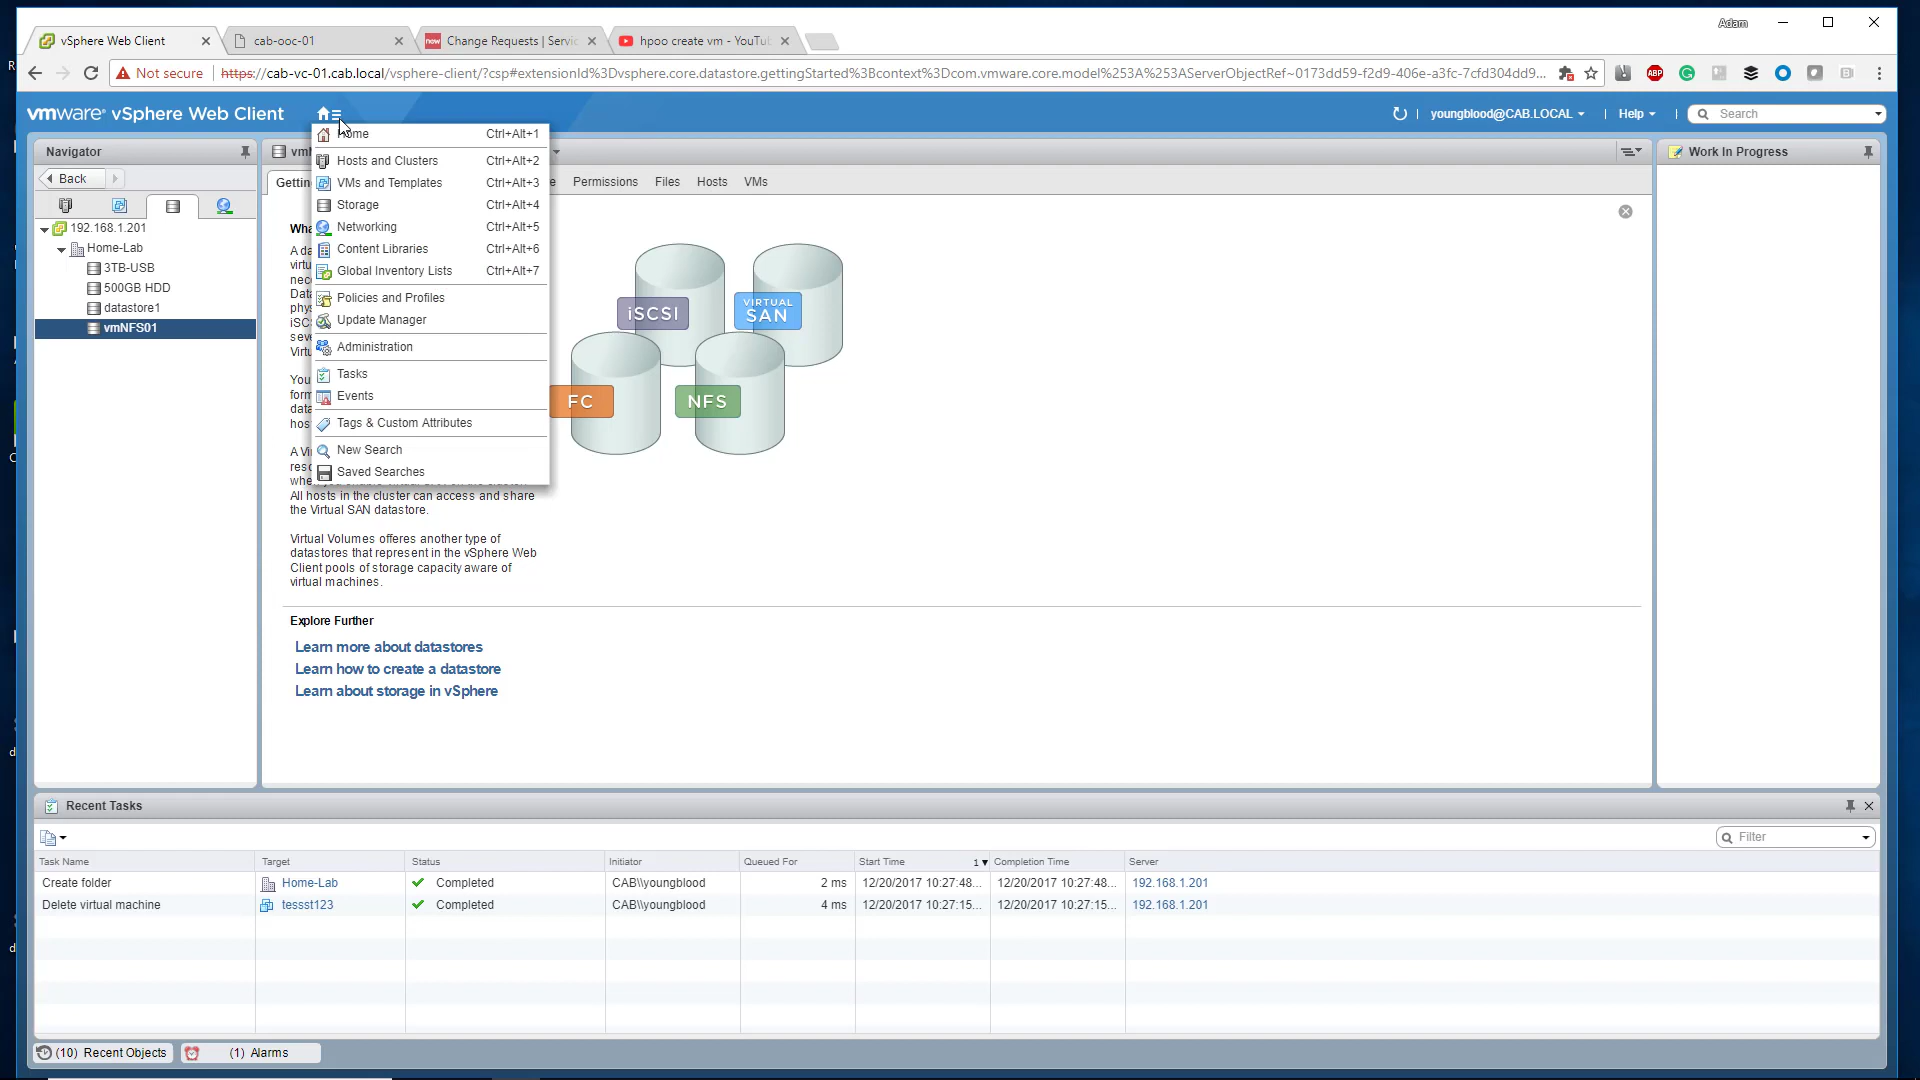 Adam
vSphere Web Client
cab-ooc-01
Change Requests | Servic
hpoo create vm - YouTu
Not secure
https://cab-vc-01.cab.local/vsphere-client/?csp#extensionId%3Dvsphere.core.datastore.gettingStarted%3Bcontext%3Dcom.vmware.core.model%253A%253AServerObjectRef~0173dd59-f2d9-406e-a3fc-7cfd304dd9...
ABP
vmware® vSphere Web Client
youngblood@CAB.LOCAL
Help
Search
Navigator
Back
192.168.1.201
Home-Lab
3TB-USB
500GB HDD
datastore1
vmNFS01
Home Ctrl+Alt+1
Hosts and Clusters Ctrl+Alt+2
VMs and Templates Ctrl+Alt+3
Storage Ctrl+Alt+4
Networking Ctrl+Alt+5
Content Libraries Ctrl+Alt+6
Global Inventory Lists Ctrl+Alt+7
Policies and Profiles
Update Manager
Administration
Tasks
Events
Tags & Custom Attributes
New Search
Saved Searches
Permissions Files Hosts VMs
iSCSI
VIRTUAL
SAN
FC
NFS
All hosts in the cluster can access and share
the Virtual SAN datastore.
Virtual Volumes offeres another type of
datastores that represent in the vSphere Web
Client pools of storage capacity aware of
virtual machines.
Explore Further
Learn more about datastores
Learn how to create a datastore
Learn about storage in vSphere
Work In Progress
Recent Tasks
Filter
Task Name Target Status Initiator Queued For Start Time 1 Completion Time Server
Create folder Home-Lab Completed CAB\\youngblood 2 ms 12/20/2017 10:27:48... 12/20/2017 10:27:48... 192.168.1.201
Delete virtual machine tessst123 Completed CAB\\youngblood 4 ms 12/20/2017 10:27:15... 12/20/2017 10:27:15... 192.168.1.201
(10) Recent Objects
(1) Alarms